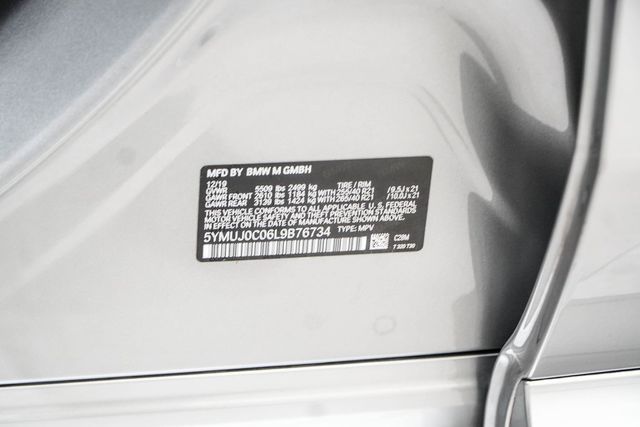 MFD BY BMW M GMBH
12/19
GVWR 5509 lbs 2499 kg TIRE / RIM
GAWR FRONT 2610 lbs 1184 kg WITH 255/40 R21 / 9.5J x 21
GAWR REAR 3139 lbs 1424 kg WITH 285/40 R21 / 10.0J x 21
THIS VEHICLE CONFORMS TO ALL APPLICABLE U. S. FEDERAL
MOTOR VEHICLE SAFETY AND THEFT PREVENTION STANDARDS
IN EFFECT ON THE DATE OF MANUFACTURE SHOWN ABOVE.
5YMUJ0C06L9B76734 TYPE: MPV
C28M